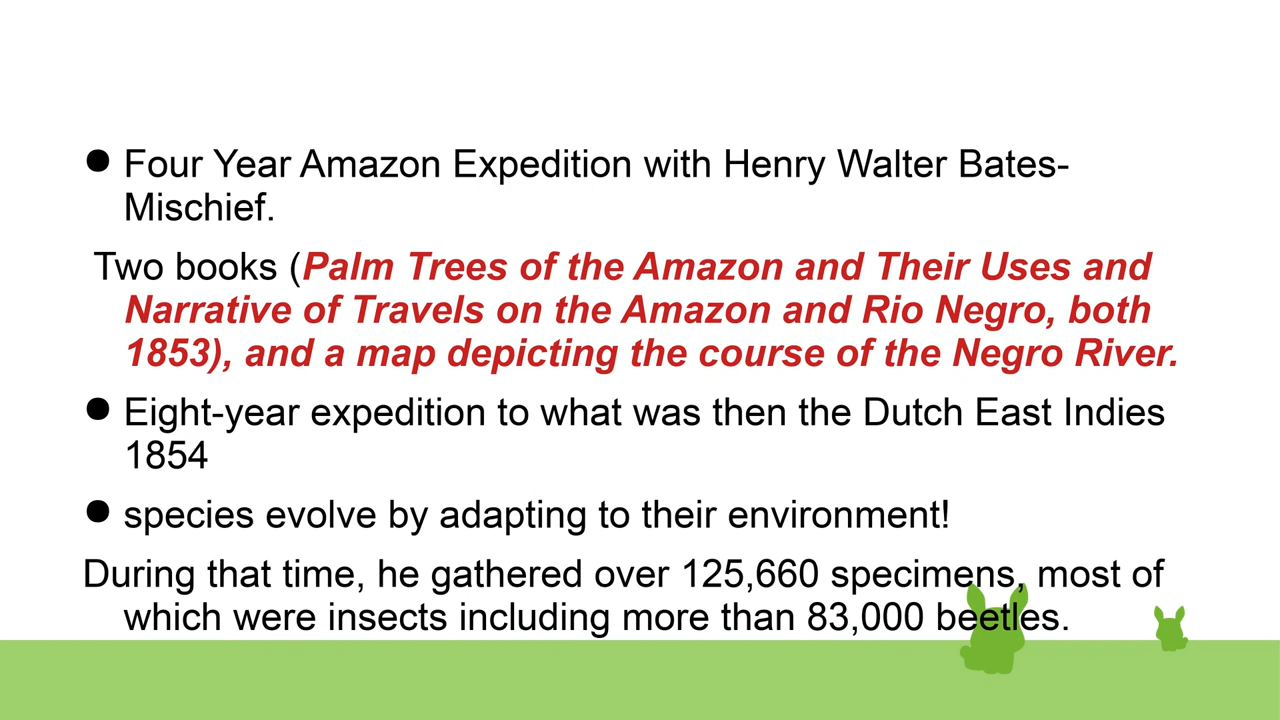 ● Four Year Amazon Expedition with Henry Walter Bates-
Mischief.
Two books (Palm Trees of the Amazon and Their Uses and
Narrative of Travels on the Amazon and Rio Negro, both
1853), and a map depicting the course of the Negro River.
● Eight-year expedition to what was then the Dutch East Indies
1854
● species evolve by adapting to their environment!
During that time, he gathered over 125,660 specimens, most of
which were insects including more than 83,000 beetles.